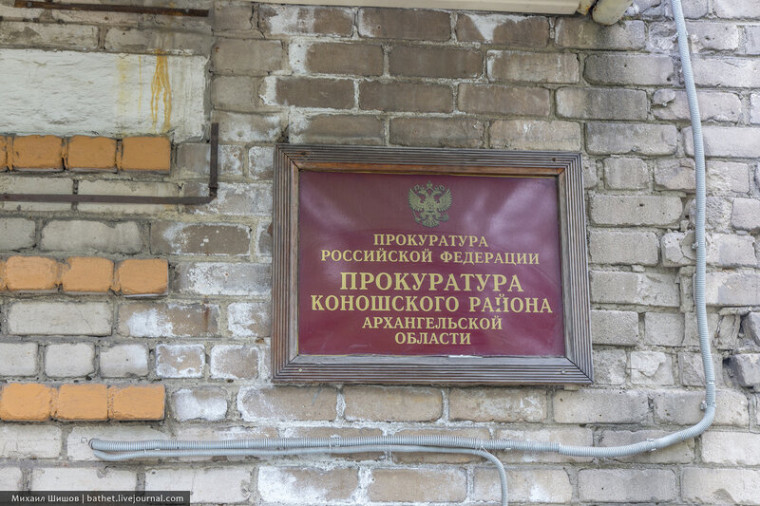 ПРОКУРАТУРА
РОССИЙСКОЙ ФЕДЕРАЦИИ
ПРОКУРАТУРА
КОНОШСКОГО РАЙОНА
АРХАНГЕЛЬСКОЙ
ОБЛАСТИ
Михаил Шишов | bathet.livejournal.com